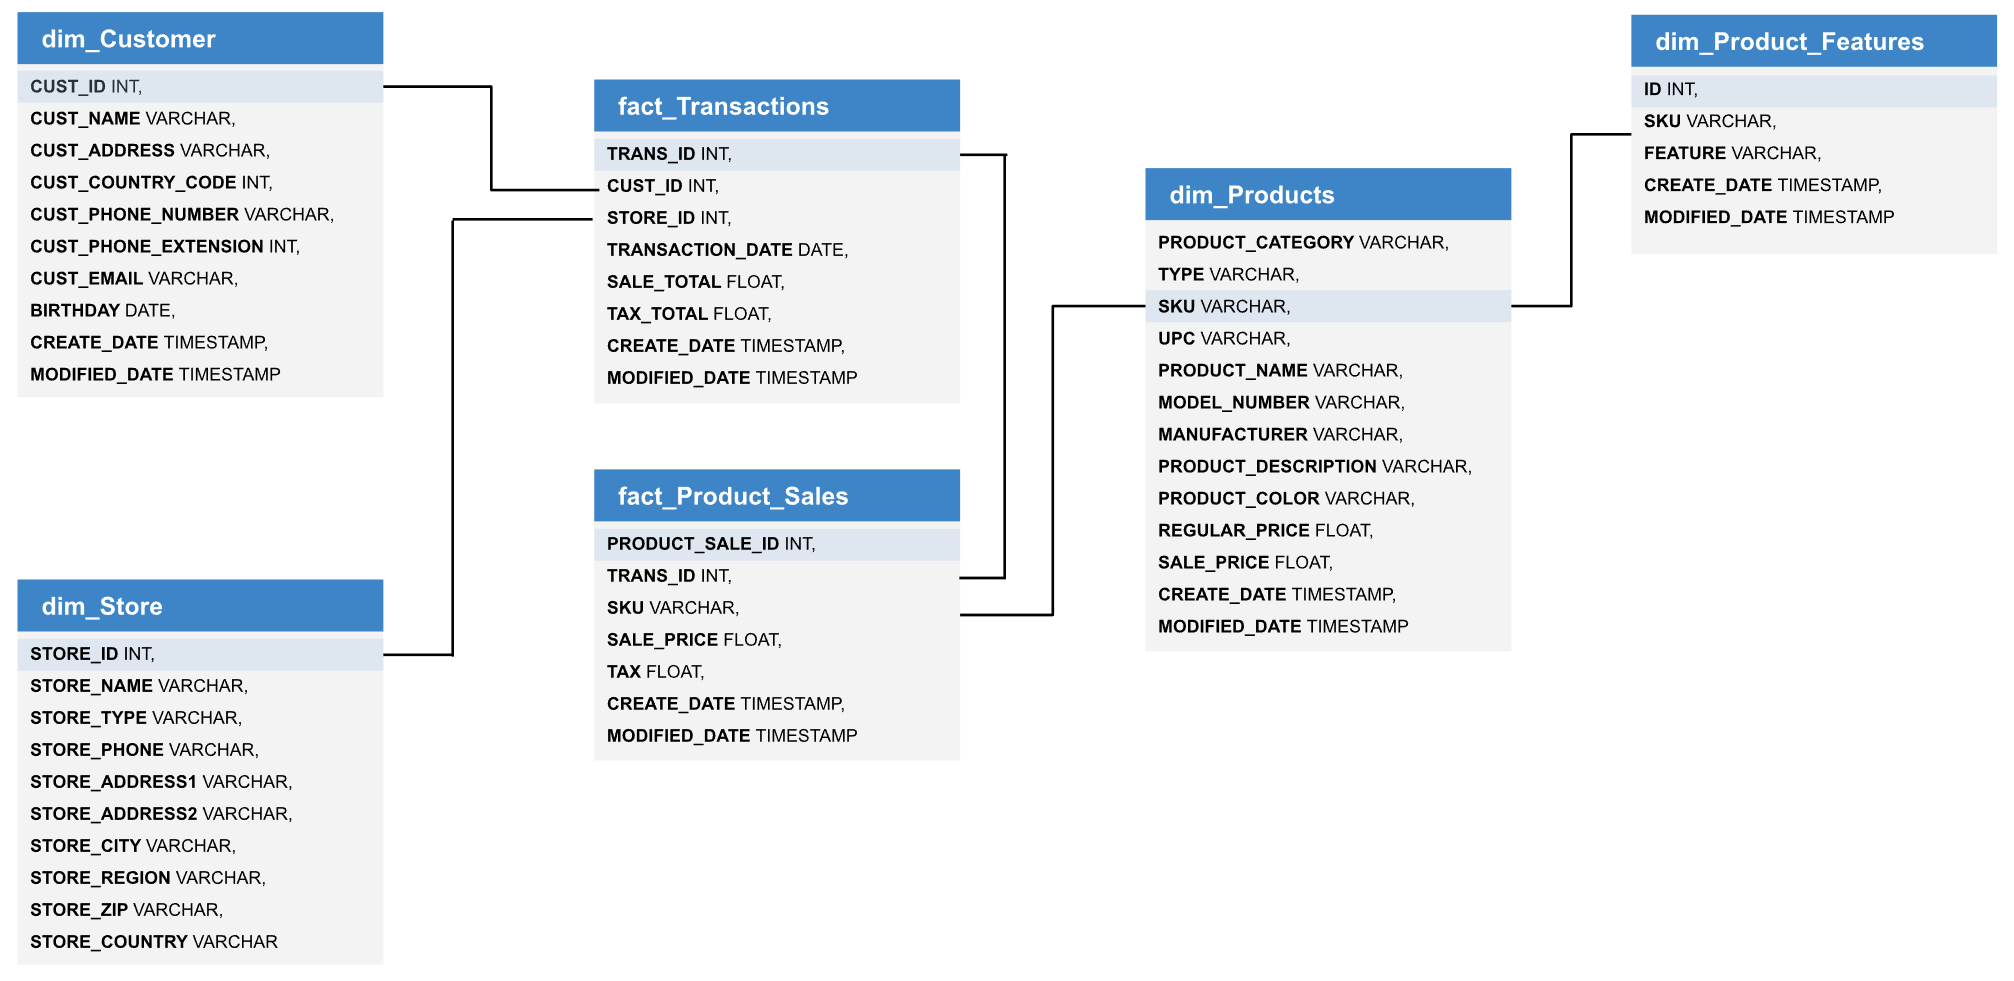 dim_Customer
CUST_ID INT,
CUST_NAME VARCHAR,
CUST_ADDRESS VARCHAR,
CUST_COUNTRY_CODE INT,
CUST_PHONE_NUMBER VARCHAR,
CUST_PHONE_EXTENSION INT,
CUST_EMAIL VARCHAR,
BIRTHDAY DATE,
CREATE_DATE TIMESTAMP,
MODIFIED_DATE TIMESTAMP
dim_Store
STORE_ID INT,
STORE_NAME VARCHAR,
STORE_TYPE VARCHAR,
STORE_PHONE VARCHAR,
STORE_ADDRESS1 VARCHAR,
STORE_ADDRESS2 VARCHAR,
STORE_CITY VARCHAR,
STORE_REGION VARCHAR,
STORE_ZIP VARCHAR,
STORE_COUNTRY VARCHAR
fact_Transactions
TRANS_ID INT,
CUST_ID INT,
STORE_ID INT,
TRANSACTION_DATE DATE,
SALE_TOTAL FLOAT,
TAX_TOTAL FLOAT,
CREATE_DATE TIMESTAMP,
MODIFIED_DATE TIMESTAMP
fact_Product_Sales
PRODUCT_SALE_ID INT,
TRANS_ID INT,
SKU VARCHAR,
SALE_PRICE FLOAT,
TAX FLOAT,
CREATE_DATE TIMESTAMP,
MODIFIED_DATE TIMESTAMP
dim_Products
PRODUCT_CATEGORY VARCHAR,
TYPE VARCHAR,
SKU VARCHAR,
UPC VARCHAR,
PRODUCT_NAME VARCHAR,
MODEL_NUMBER VARCHAR,
MANUFACTURER VARCHAR,
PRODUCT_DESCRIPTION VARCHAR,
PRODUCT_COLOR VARCHAR,
REGULAR_PRICE FLOAT,
SALE_PRICE FLOAT,
CREATE_DATE TIMESTAMP,
MODIFIED_DATE TIMESTAMP
dim_Product_Features
ID INT,
SKU VARCHAR,
FEATURE VARCHAR,
CREATE_DATE TIMESTAMP,
MODIFIED_DATE TIMESTAMP